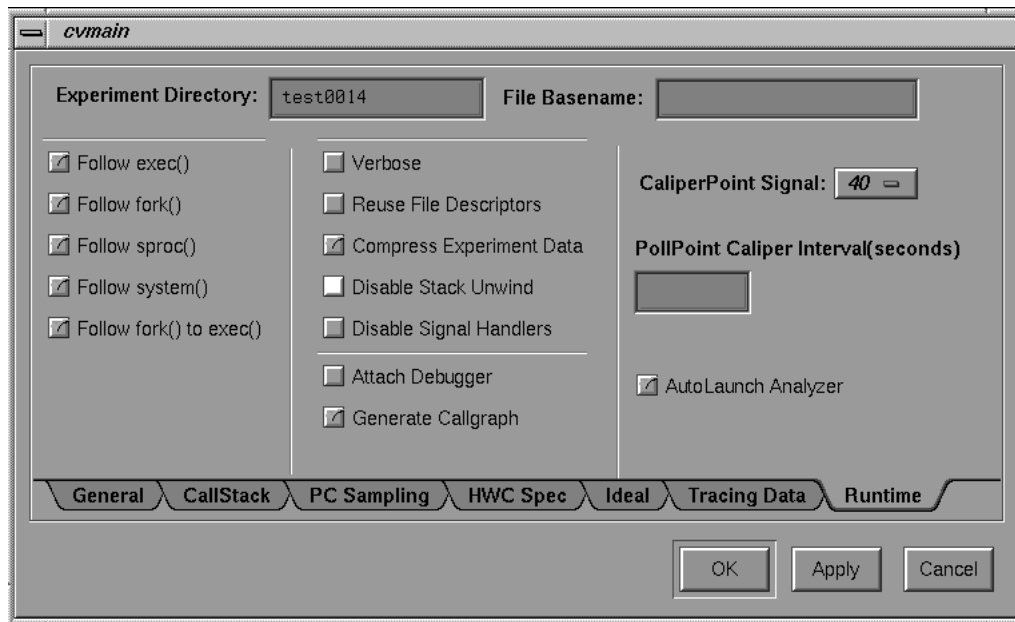 cvmain
Experiment Directory: test0014 File Basename:
Follow exec()
Follow fork()
Follow sproc()
Follow system()
Follow fork() to exec()
Verbose
Reuse File Descriptors
Compress Experiment Data
Disable Stack Unwind
Disable Signal Handlers
Attach Debugger
Generate Callgraph
CaliperPoint Signal: 40
PollPoint Caliper Interval(seconds)
AutoLaunch Analyzer
General CallStack PC Sampling HWC Spec Ideal Tracing Data Runtime
OK Apply Cancel